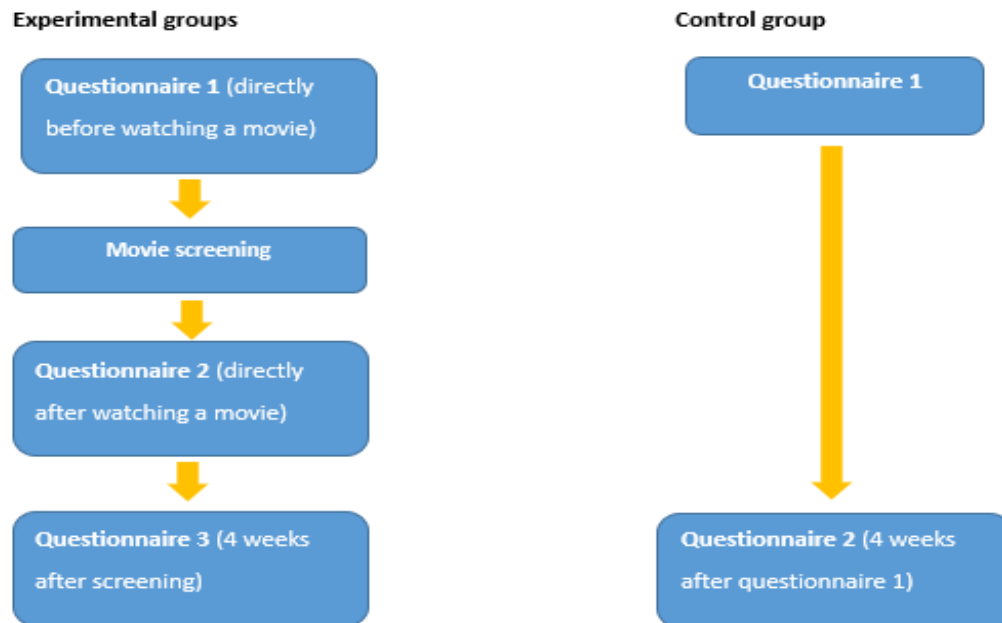 Experimental groups
Questionnaire 1 (directly
before watching a movie)
Movie screening
Questionnaire 2 (directly
after watching a movie)
Questionnaire 3 (4 weeks
after screening)
Control group
Questionnaire 1
Questionnaire 2 (4 weeks
after questionnaire 1)